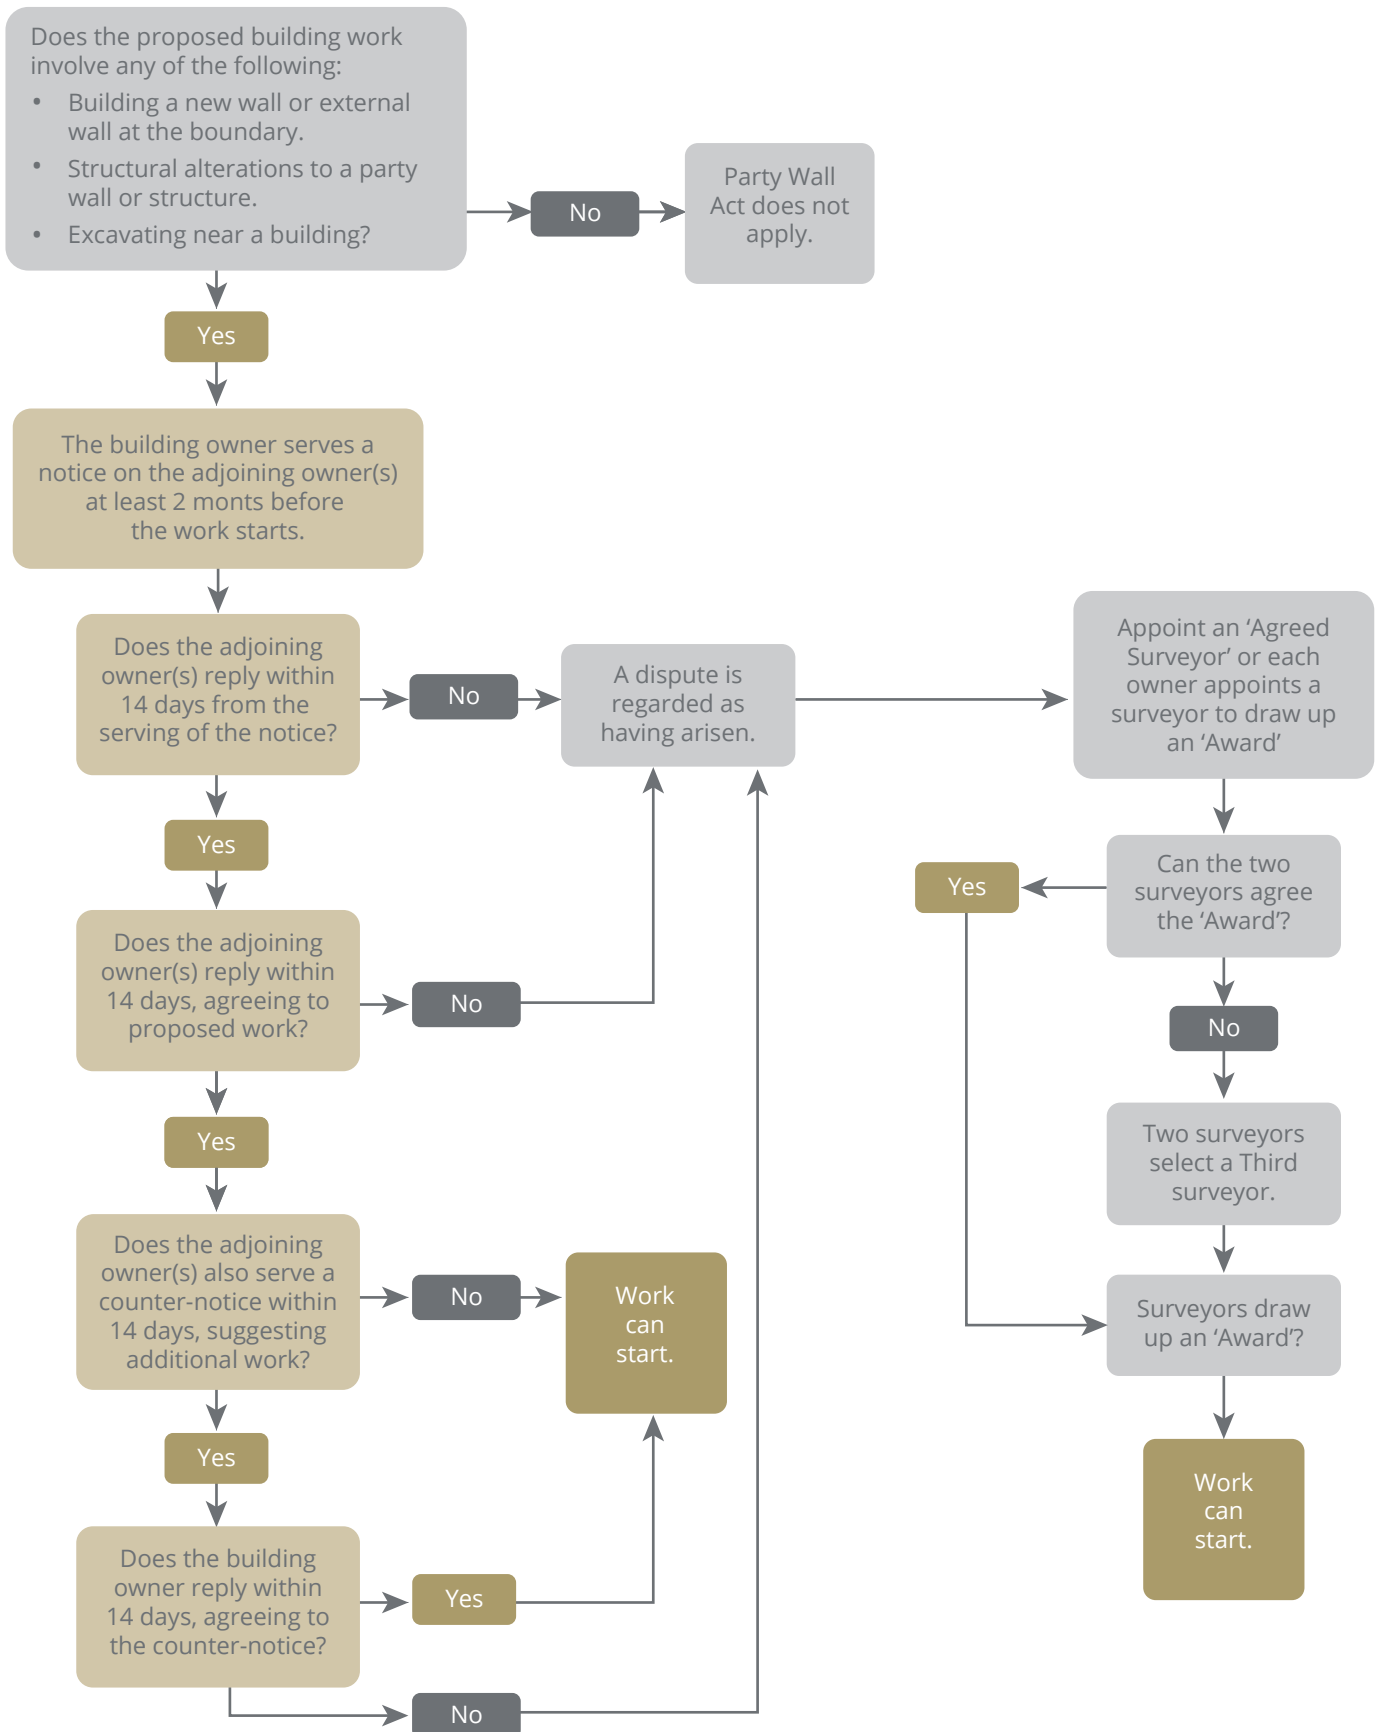 Does the proposed building work
involve any of the following:
• Building a new wall or external
wall at the boundary.
• Structural alterations to a party
wall or structure.
• Excavating near a building?
No
Party Wall
Act does not
apply.
Yes
The building owner serves a
notice on the adjoining owner(s)
at least 2 monts before
the work starts.
Does the adjoining
owner(s) reply within
14 days from the
serving of the notice?
No
A dispute is
regarded as
having arisen.
Appoint an ‘Agreed
Surveyor’ or each
owner appoints a
surveyor to draw up
an ‘Award’
Yes
Can the two
surveyors agree
the ‘Award’?
Yes
Does the adjoining
owner(s) reply within
14 days, agreeing to
proposed work?
No
No
Yes
Two surveyors
select a Third
surveyor.
Does the adjoining
owner(s) also serve a
counter-notice within
14 days, suggesting
additional work?
No
Work
can
start.
Surveyors draw
up an ‘Award’?
Yes
Work
can
start.
Does the building
owner reply within
14 days, agreeing to
the counter-notice?
Yes
No